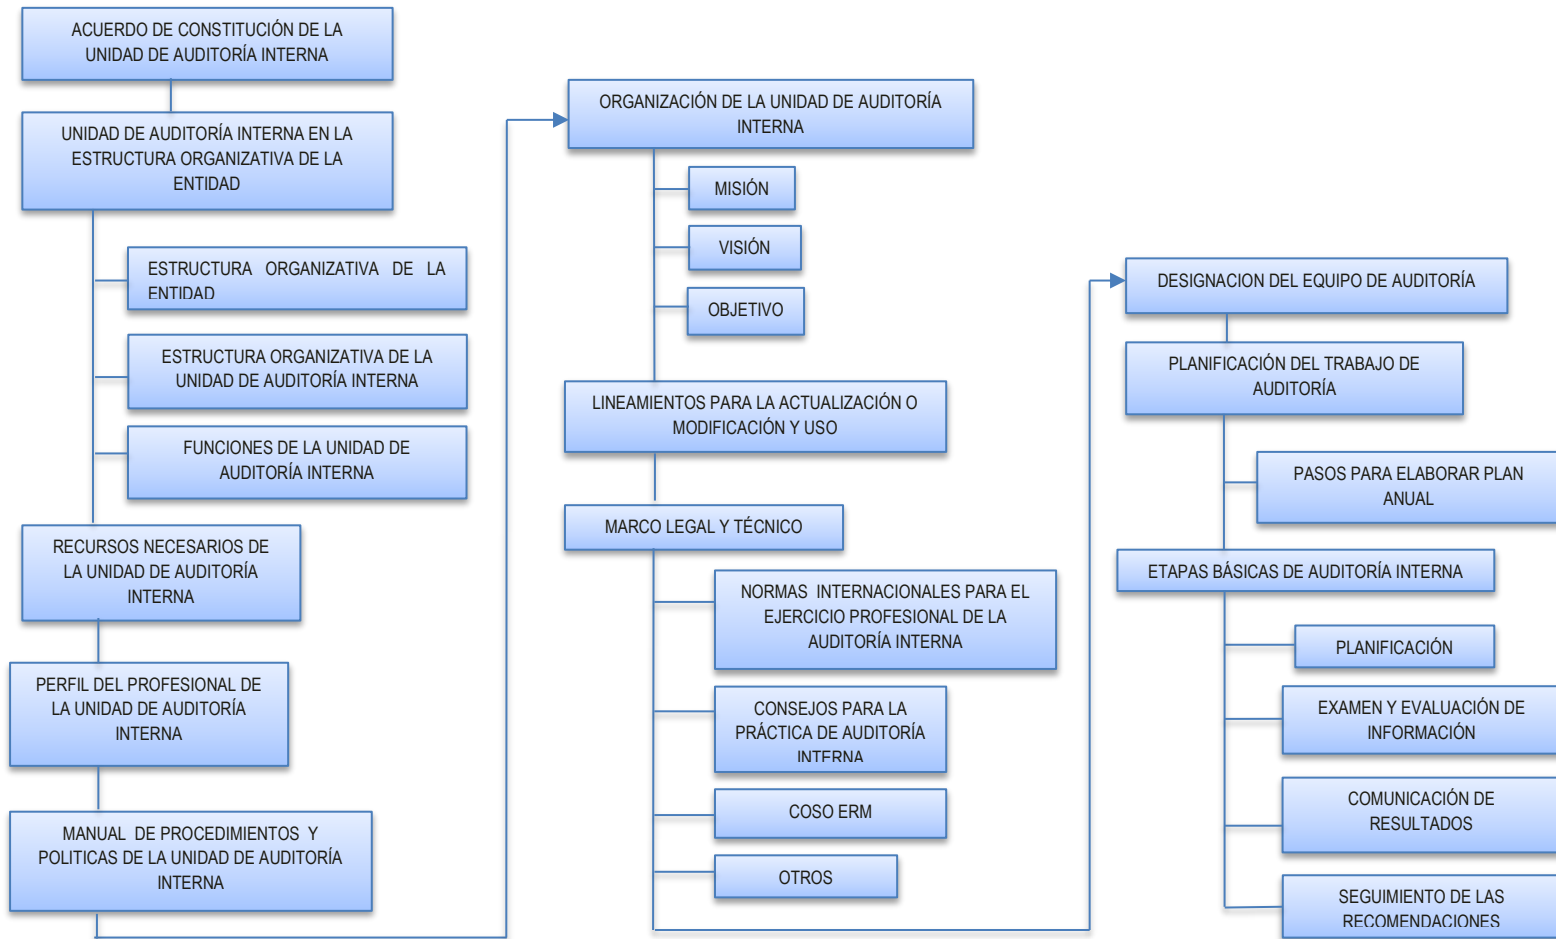 ACUERDO DE CONSTITUCIÓN DE LA
UNIDAD DE AUDITORÍA INTERNA
UNIDAD DE AUDITORÍA INTERNA EN LA
ESTRUCTURA ORGANIZATIVA DE LA
ENTIDAD
ESTRUCTURA ORGANIZATIVA DE LA
ENTIDAD
ESTRUCTURA ORGANIZATIVA DE LA
UNIDAD DE AUDITORÍA INTERNA
FUNCIONES DE LA UNIDAD DE
AUDITORÍA INTERNA
RECURSOS NECESARIOS DE
LA UNIDAD DE AUDITORÍA
INTERNA
PERFIL DEL PROFESIONAL DE
LA UNIDAD DE AUDITORÍA
INTERNA
MANUAL DE PROCEDIMIENTOS Y
POLITICAS DE LA UNIDAD DE AUDITORÍA
INTERNA
ORGANIZACIÓN DE LA UNIDAD DE AUDITORÍA
INTERNA
MISIÓN
VISIÓN
OBJETIVO
LINEAMIENTOS PARA LA ACTUALIZACIÓN O
MODIFICACIÓN Y USO
MARCO LEGAL Y TÉCNICO
NORMAS INTERNACIONALES PARA EL
EJERCICIO PROFESIONAL DE LA
AUDITORÍA INTERNA
CONSEJOS PARA LA
PRÁCTICA DE AUDITORÍA
INTERNA
COSO ERM
OTROS
DESIGNACION DEL EQUIPO DE AUDITORÍA
PLANIFICACIÓN DEL TRABAJO DE
AUDITORÍA
PASOS PARA ELABORAR PLAN
ANUAL
ETAPAS BÁSICAS DE AUDITORÍA INTERNA
PLANIFICACIÓN
EXAMEN Y EVALUACIÓN DE
INFORMACIÓN
COMUNICACIÓN DE
RESULTADOS
SEGUIMIENTO DE LAS
RECOMENDACIONES